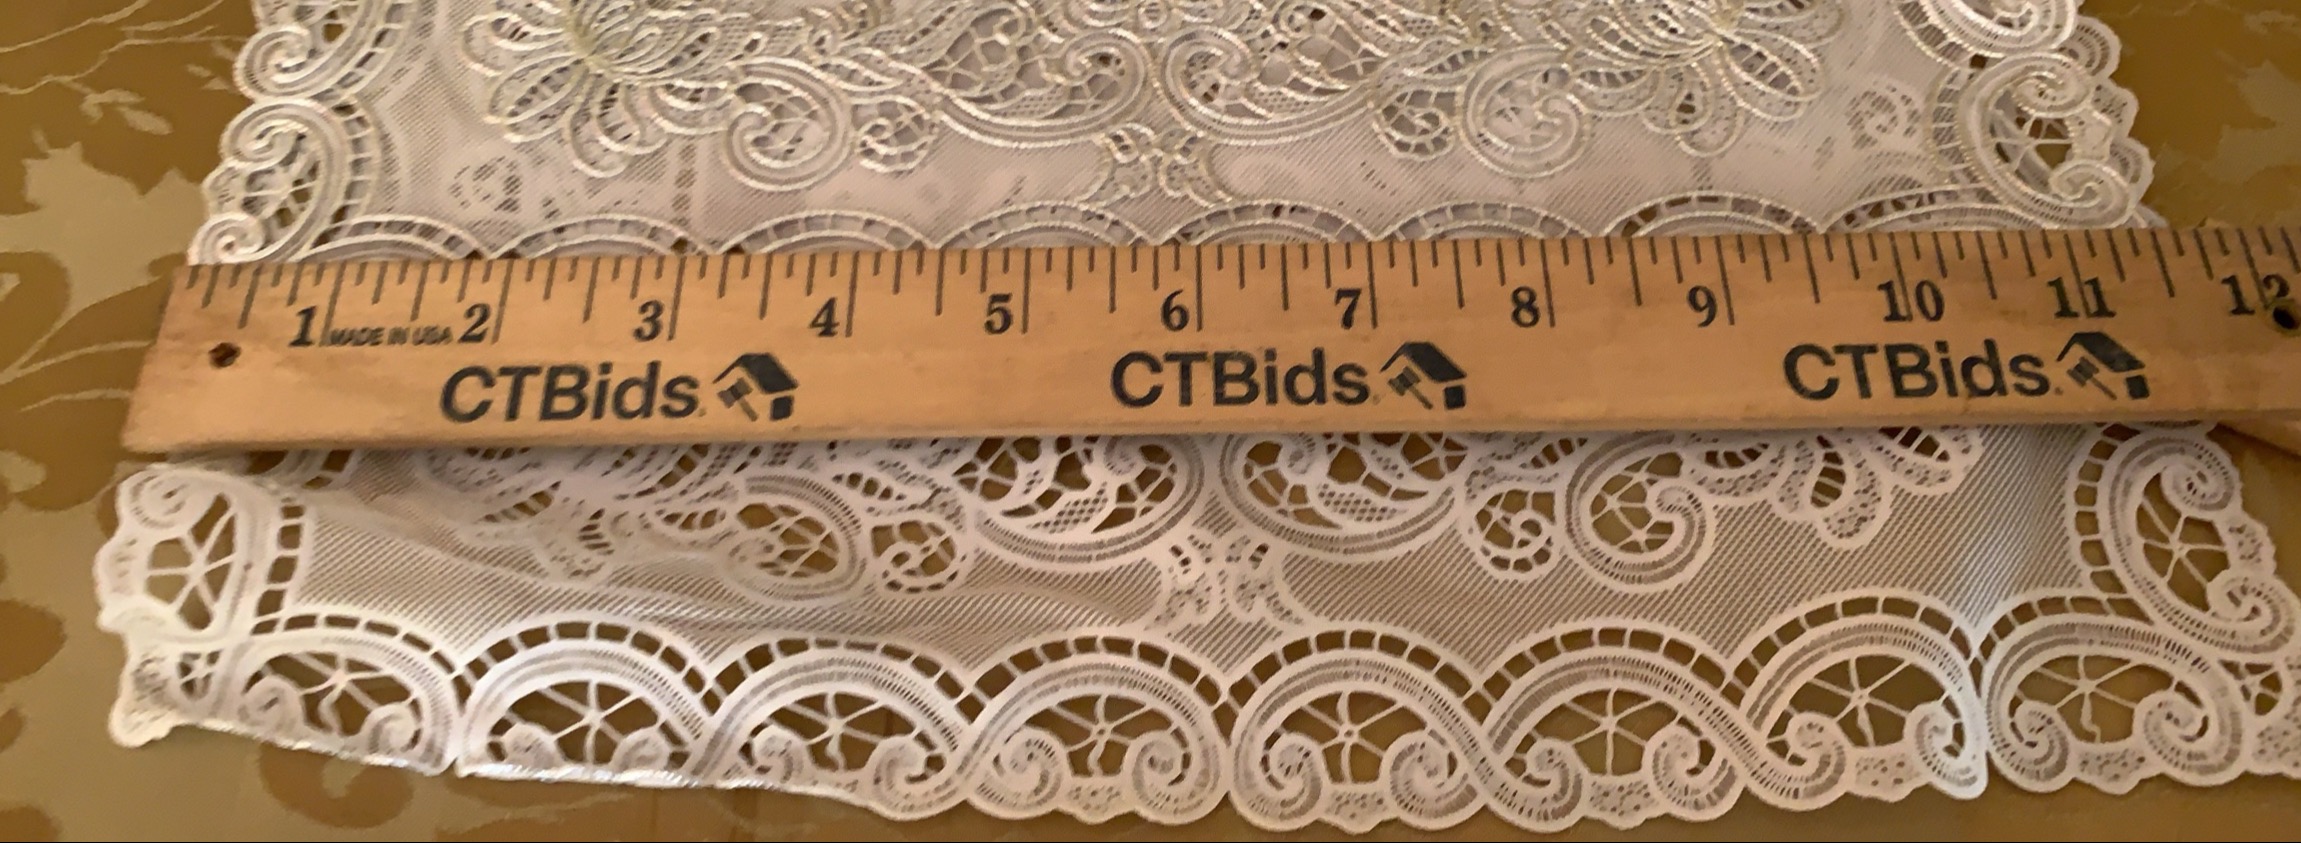 1 MADE IN USA 2 3 4 5 6 7 8 9 10 11 12
CTBids. CTBids. CTBids.